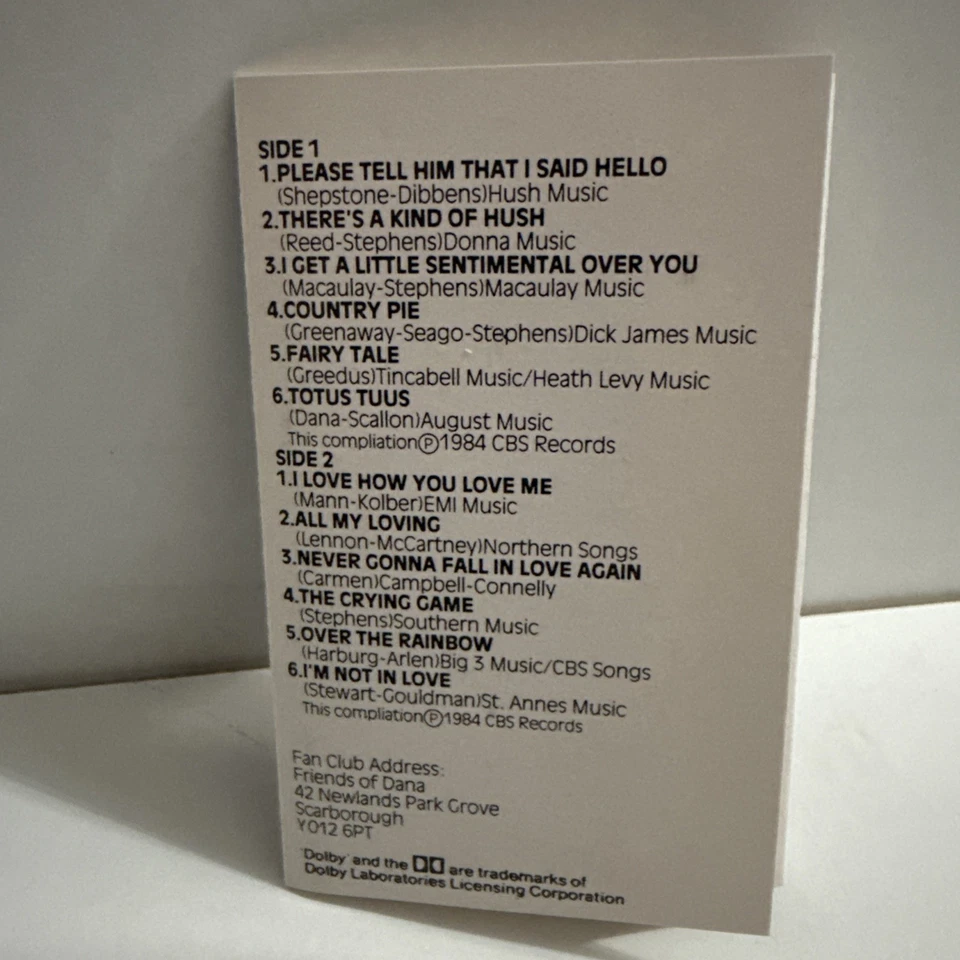 SIDE 1
1.PLEASE TELL HIM THAT I SAID HELLO
(Shepstone-Dibbens)Hush Music
2.THERE'S A KIND OF HUSH
(Reed-Stephens)Donna Music
3.I GET A LITTLE SENTIMENTAL OVER YOU
(Macaulay-Stephens)Macaulay Music
4.COUNTRY PIE
(Greenaway-Seago-Stephens)Dick James Music
5.FAIRY TALE
(Greedus)Tincabell Music/Heath Levy Music
6.TOTUS TUUS
(Dana-Scallon)August Music
This compliationⓅ1984 CBS Records
SIDE 2
1.I LOVE HOW YOU LOVE ME
(Mann-Kolber)EMI Music
2.ALL MY LOVING
(Lennon-McCartney)Northern Songs
3.NEVER GONNA FALL IN LOVE AGAIN
(Carmen)Campbell-Connelly
4.THE CRYING GAME
(Stephens)Southern Music
5.OVER THE RAINBOW
(Harburg-Arlen)Big 3 Music/CBS Songs
6.I'M NOT IN LOVE
(Stewart-Gouldman)St. Annes Music
This compliationⓅ1984 CBS Records
Fan Club Address:
Friends of Dana
42 Newlands Park Grove
Scarborough
YO12 6PT
'Dolby' and the are trademarks of
Dolby Laboratories Licensing Corporation